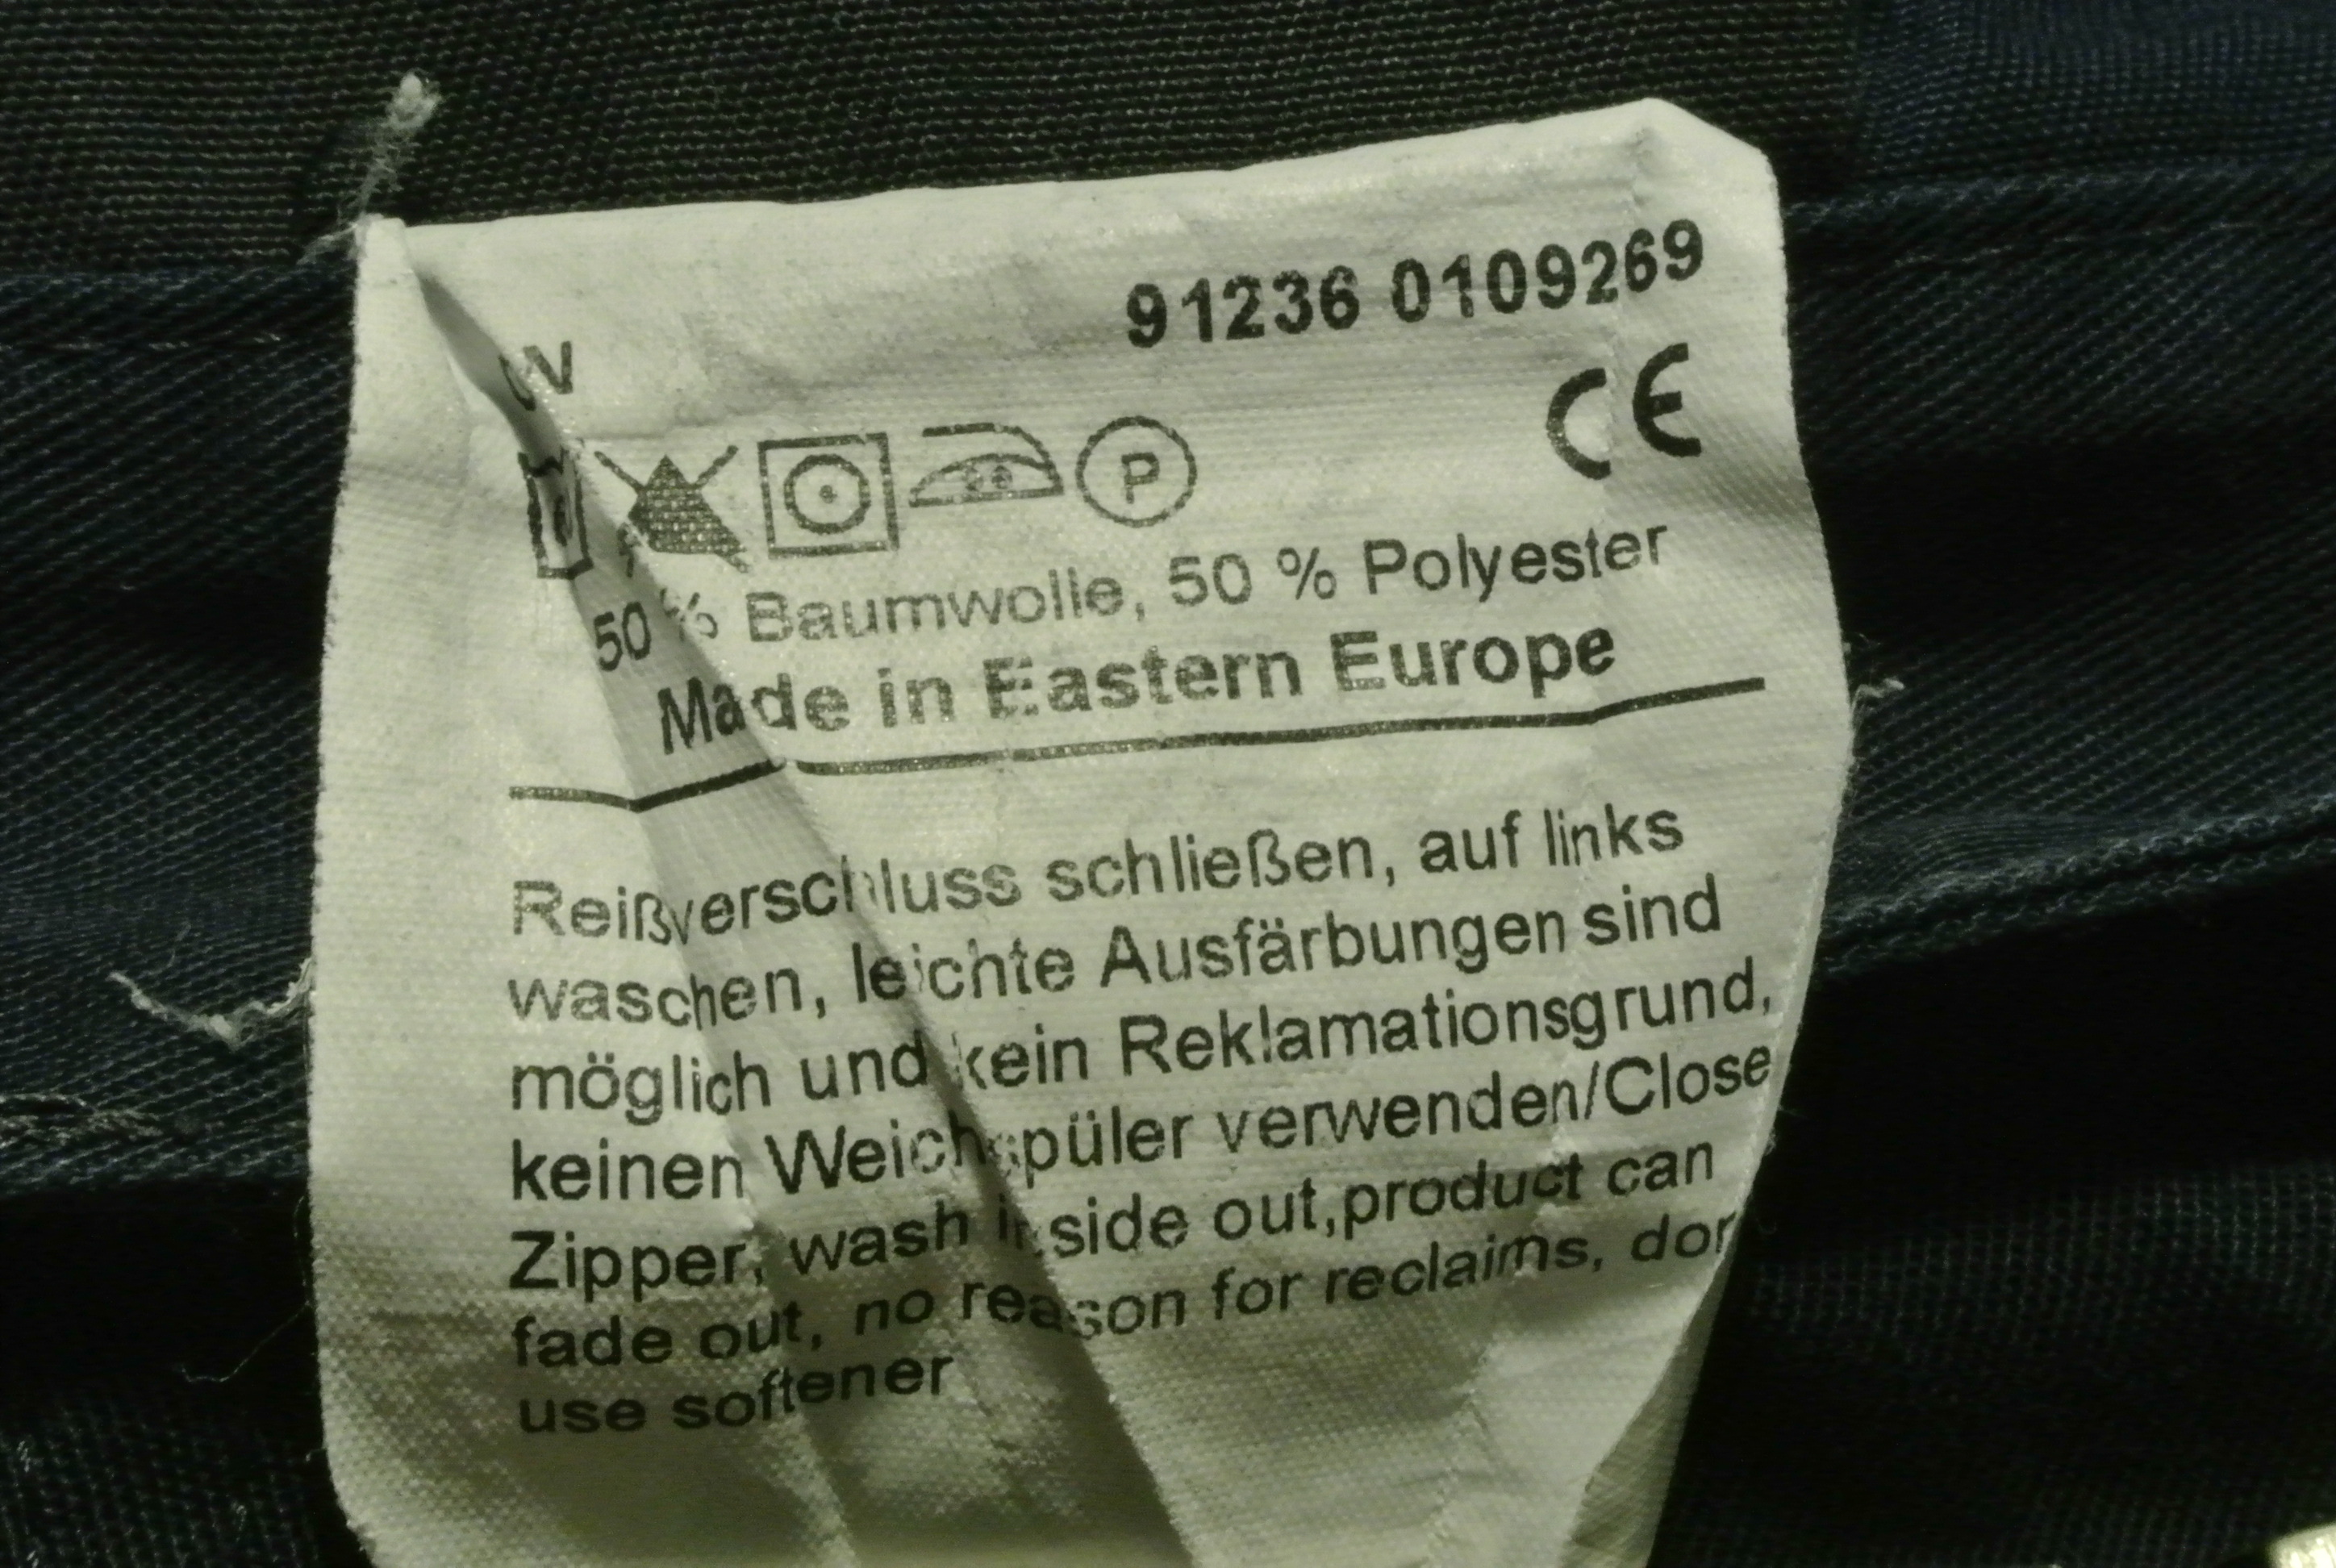 91236 0109269
CE
P
50 % Baumwolle, 50 % Polyester
Made in Eastern Europe
Reißverschluss schließen, auf links
waschen, leichte Ausfärbungen sind
möglich und kein Reklamationsgrund,
keinen Weichspüler verwenden/Close
Zipper, wash inside out,product can
fade out, no reason for reclaims,
use softener